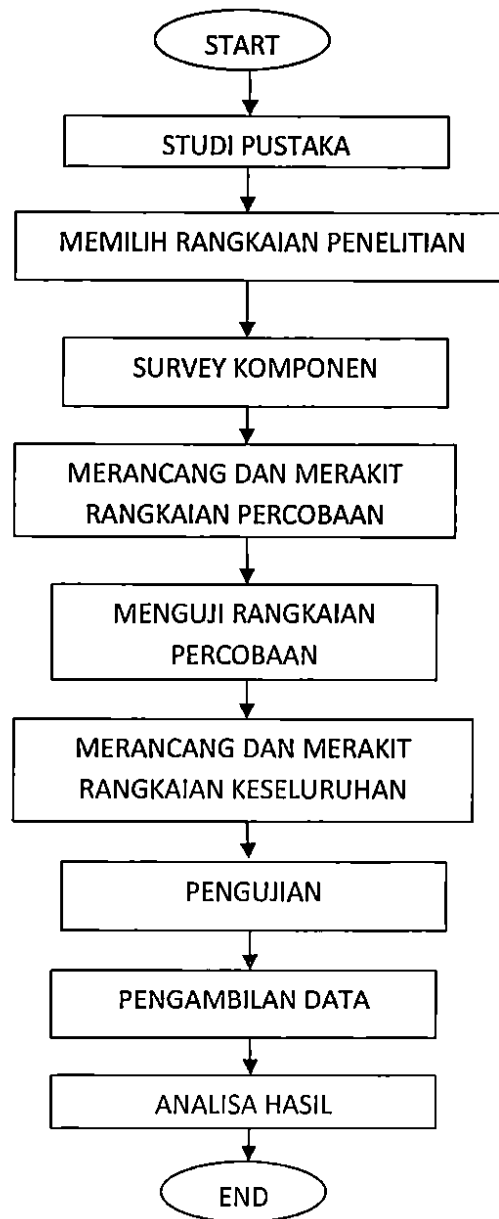 START
STUDI PUSTAKA
MEMILIH RANGKAIAN PENELITIAN
SURVEY KOMPONEN
MERANCANG DAN MERAKIT
RANGKAIAN PERCOBAAN
MENGUJI RANGKAIAN
PERCOBAAN
MERANCANG DAN MERAKIT
RANGKAIAN KESELURUHAN
PENGUJIAN
PENGAMBILAN DATA
ANALISA HASIL
END